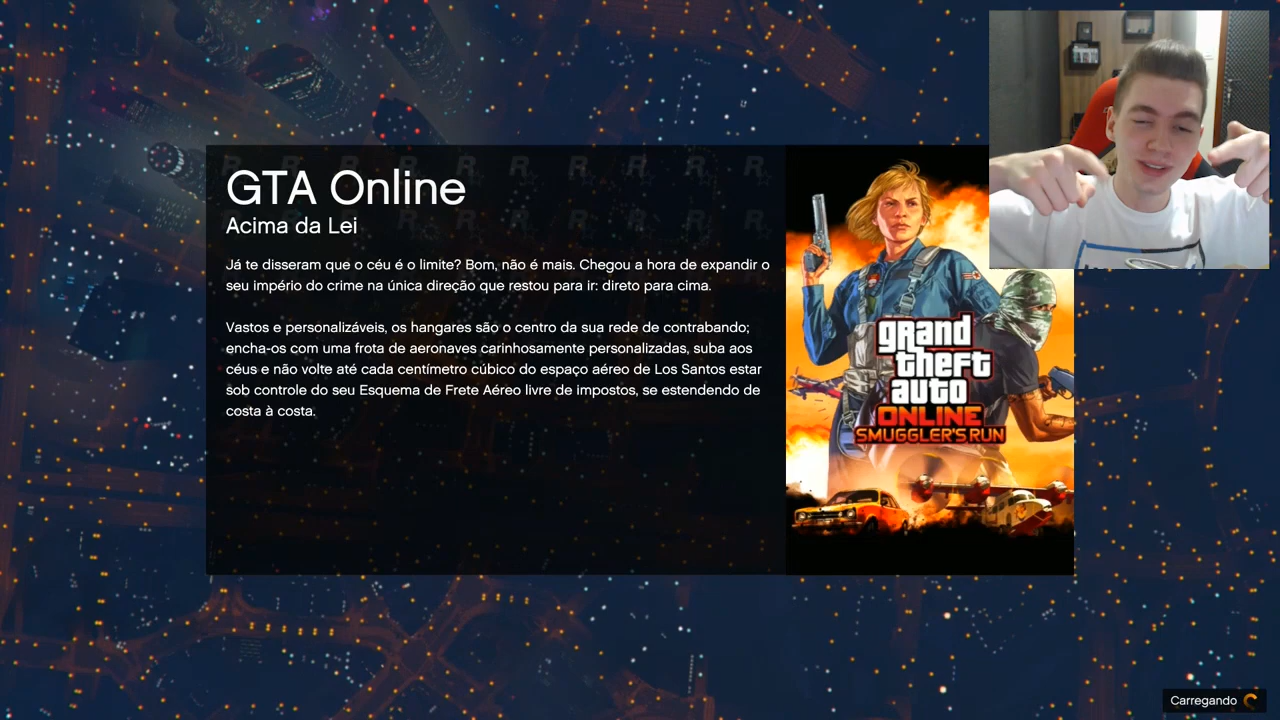 GTA Online
Acima da Lei
Já te disseram que o céu é o limite? Bom, não é mais. Chegou a hora de expandir o
seu império do crime na única direção que restou para ir: direto para cima.
Vastos e personalizáveis, os hangares são o centro da sua rede de contrabando;
encha-os com uma frota de aeronaves carinhosamente personalizadas, suba aos
céus e não volte até cada centímetro cúbico do espaço aéreo de Los Santos estar
sob controle do seu Esquema de Frete Aéreo livre de impostos, se estendendo de
costa à costa.
grand
theft
auto
ONLINE
SMUGGLER'S RUN
Carregando